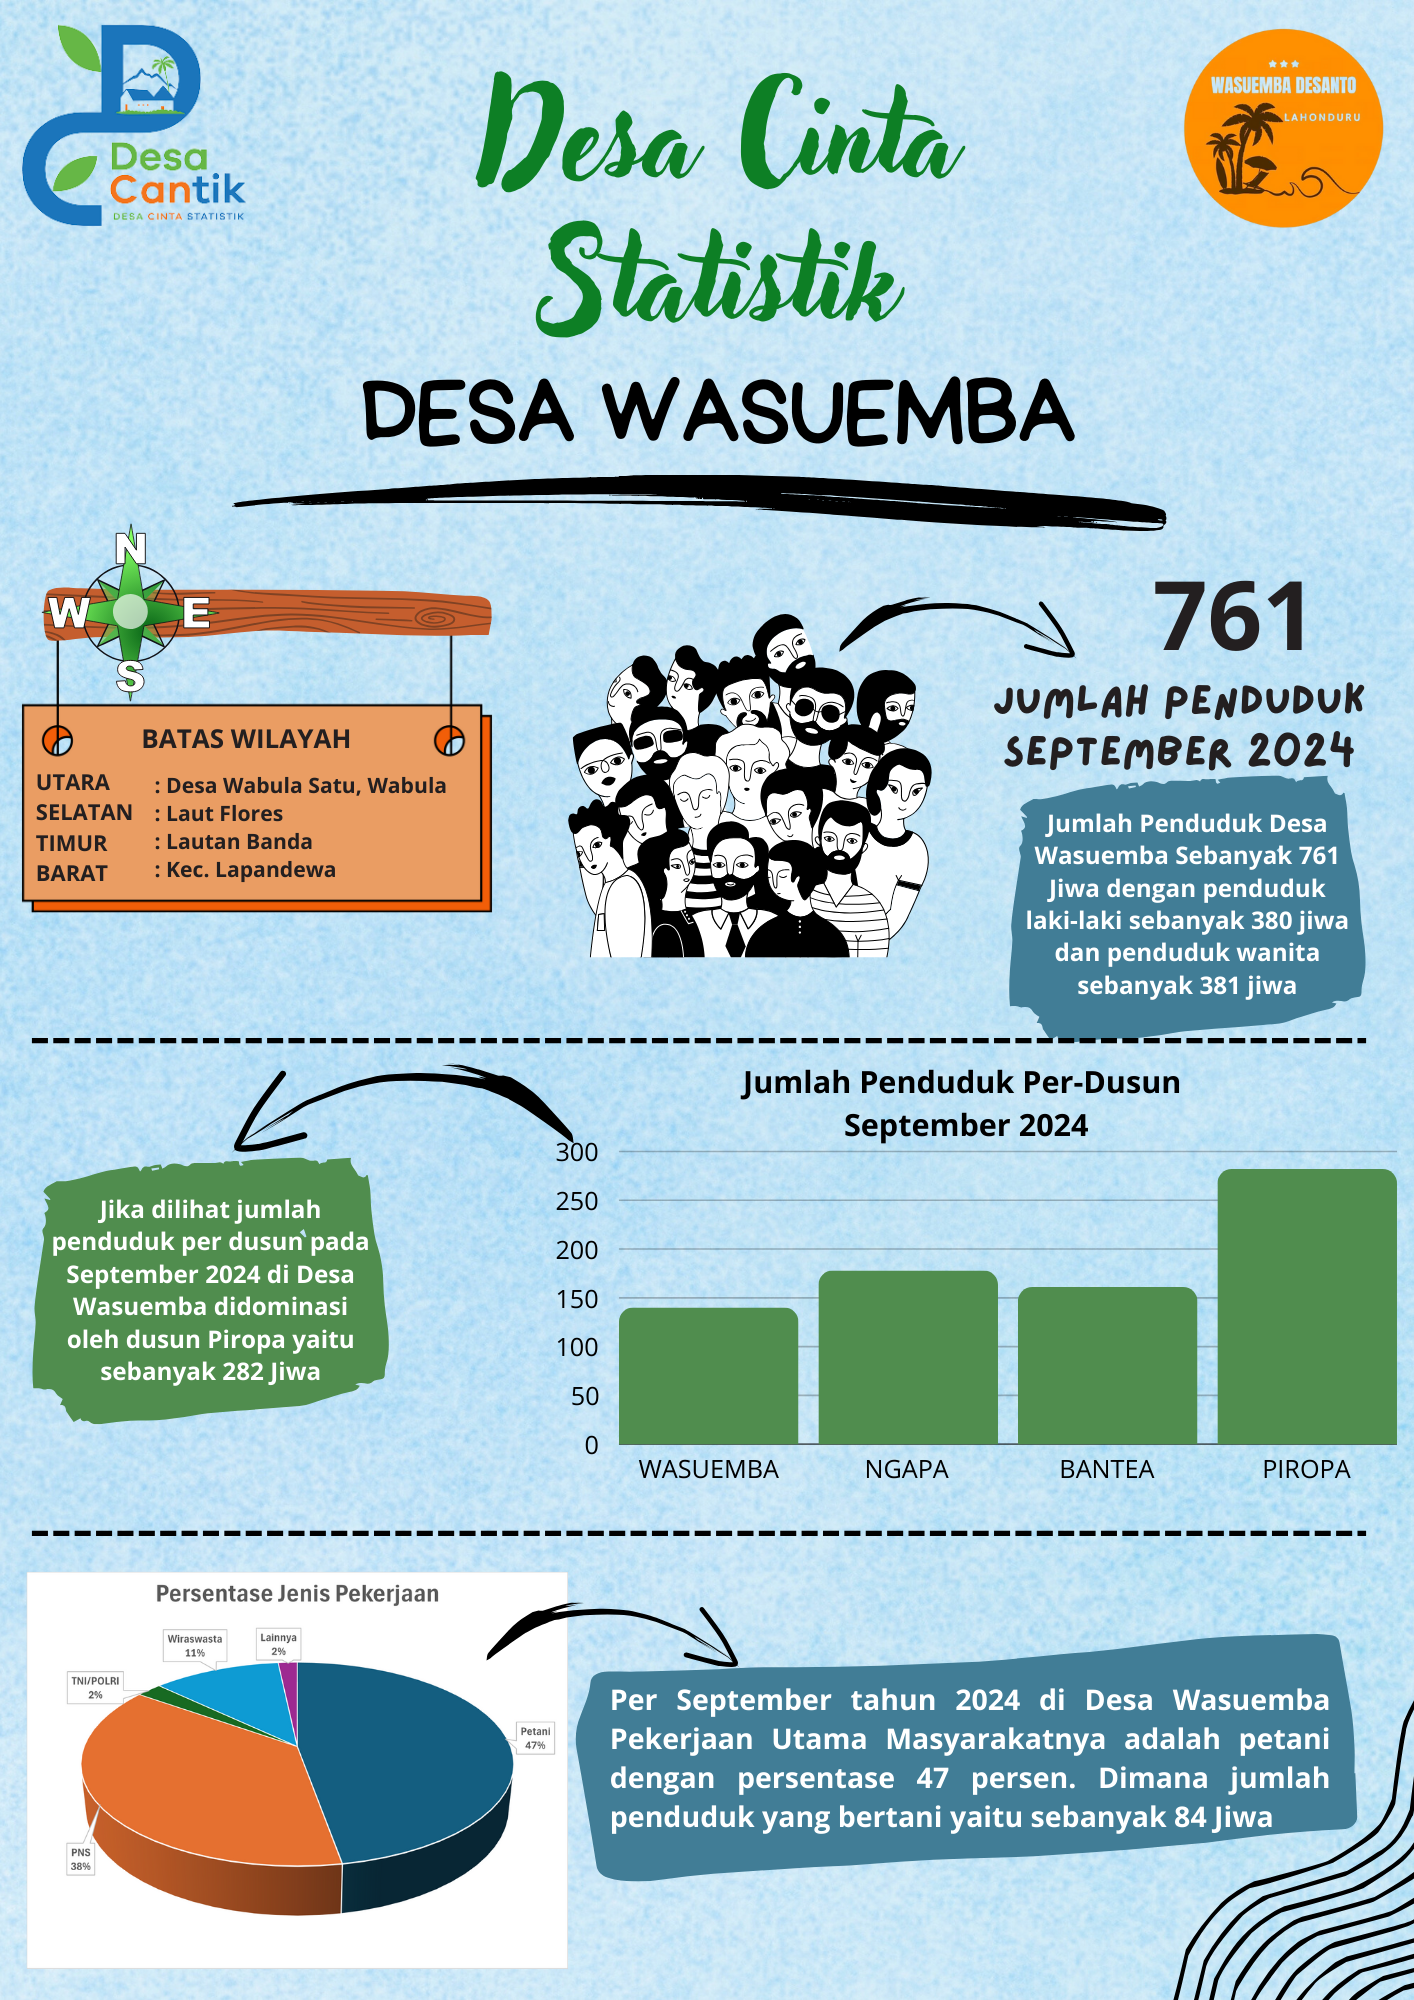 Desa
Cantik
DESA CINTA STATISTIK
Desa Cinta
Statistik
WASUEMBA DESANTO
LAHONDURU
DESA WASUEMBA
N
W E
S
BATAS WILAYAH
UTARA : Desa Wabula Satu, Wabula
SELATAN : Laut Flores
TIMUR : Lautan Banda
BARAT : Kec. Lapandewa
761
JUMLAH PENDUDUK
SEPTEMBER 2024
Jumlah Penduduk Desa
Wasuemba Sebanyak 761
Jiwa dengan penduduk
laki-laki sebanyak 380 jiwa
dan penduduk wanita
sebanyak 381 jiwa
Jumlah Penduduk Per-Dusun
September 2024
Jika dilihat jumlah
penduduk per dusun pada
September 2024 di Desa
Wasuemba didominasi
oleh dusun Piropa yaitu
sebanyak 282 Jiwa
300
250
200
150
100
50
0
WASUEMBA NGAPA BANTEA PIROPA
Persentase Jenis Pekerjaan
Wiraswasta
11%
Lainnya
2%
TNI/POLRI
2%
Petani
47%
PNS
38%
Per September tahun 2024 di Desa Wasuemba
Pekerjaan Utama Masyarakatnya adalah petani
dengan persentase 47 persen. Dimana jumlah
penduduk yang bertani yaitu sebanyak 84 Jiwa